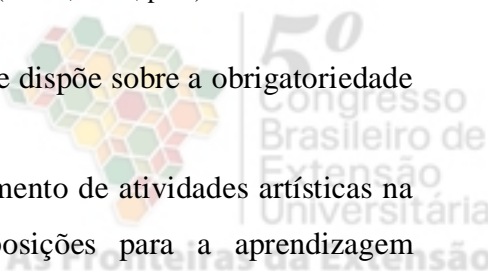 e dispõe sobre a obrigatoriedade
mento de atividades artísticas na
posições para a aprendizagem
5º
Congresso
Brasileiro de
Extensão
Universitária
As Fronteiras da Extensão